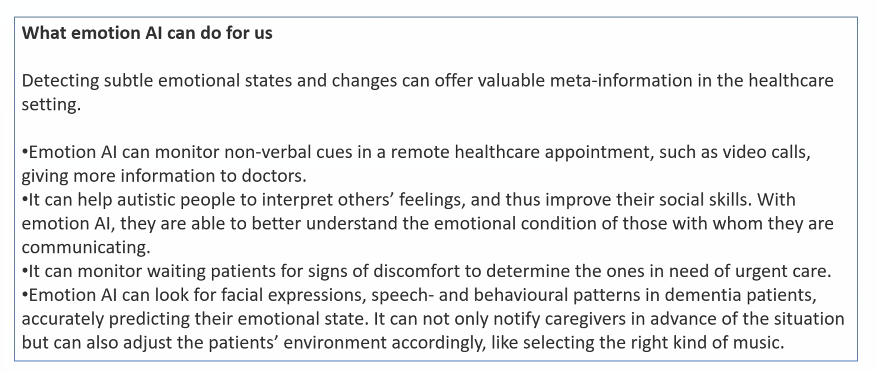 What emotion AI can do for us
Detecting subtle emotional states and changes can offer valuable meta-information in the healthcare
setting.
•Emotion AI can monitor non-verbal cues in a remote healthcare appointment, such as video calls,
giving more information to doctors.
•It can help autistic people to interpret others’ feelings, and thus improve their social skills. With
emotion AI, they are able to better understand the emotional condition of those with whom they are
communicating.
•It can monitor waiting patients for signs of discomfort to determine the ones in need of urgent care.
•Emotion AI can look for facial expressions, speech- and behavioural patterns in dementia patients,
accurately predicting their emotional state. It can not only notify caregivers in advance of the situation
but can also adjust the patients’ environment accordingly, like selecting the right kind of music.